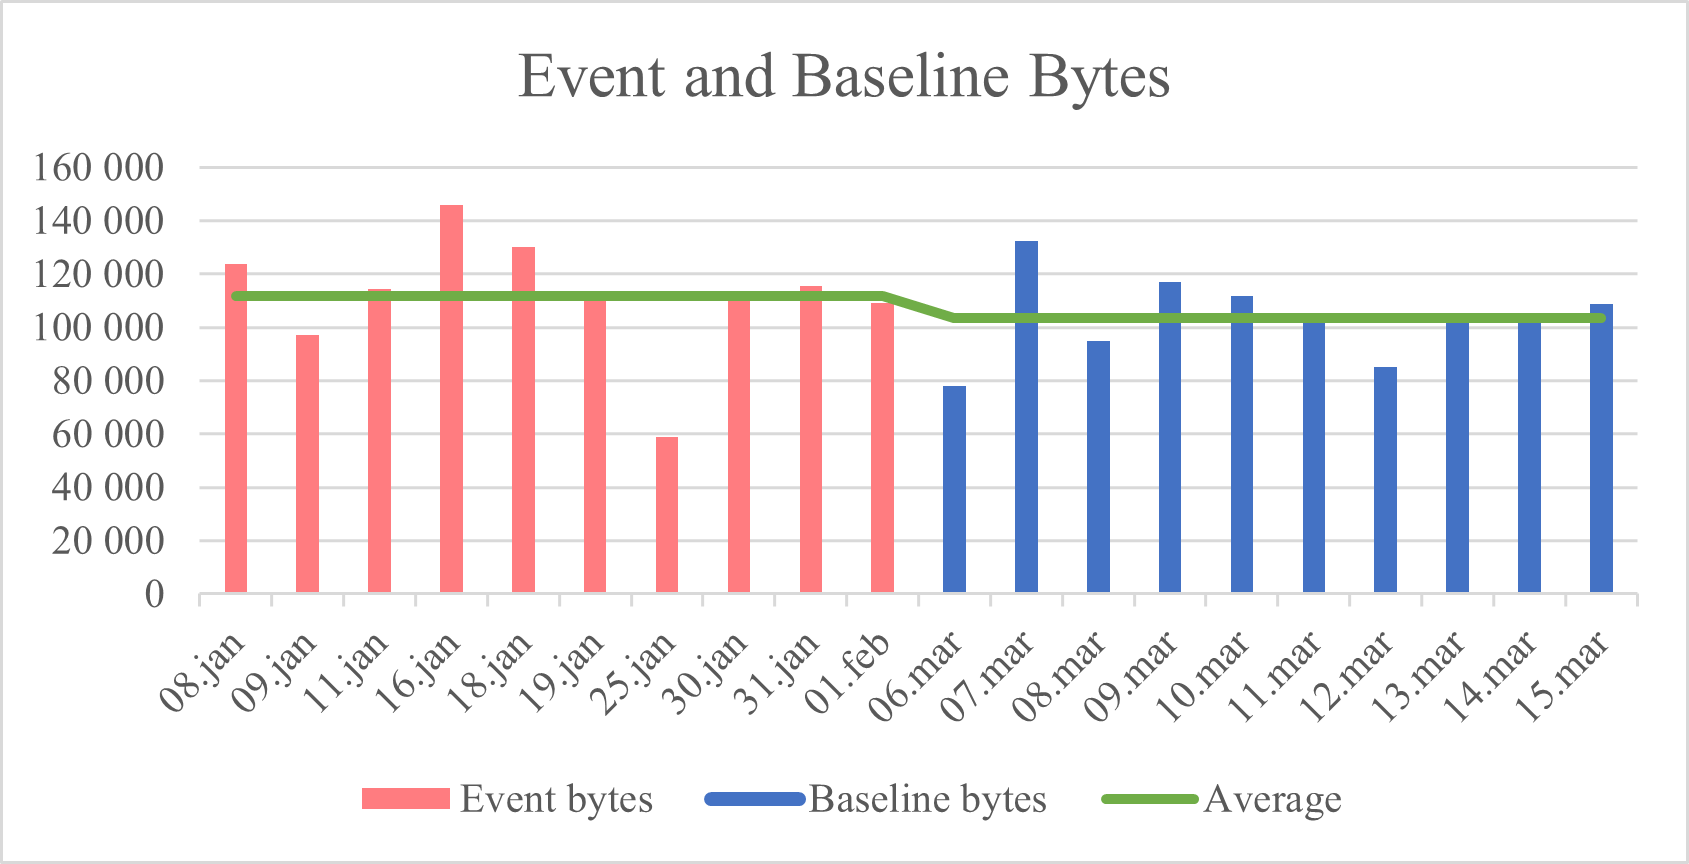 Event and Baseline Bytes
160 000
140 000
120 000
100 000
80 000
60 000
40 000
20 000
0
08.jan
09.jan
11.jan
16.jan
18.jan
19.jan
25.jan
30.jan
31.jan
01.feb
06.mar
07.mar
08.mar
09.mar
10.mar
11.mar
12.mar
13.mar
14.mar
15.mar
Event bytes Baseline bytes Average